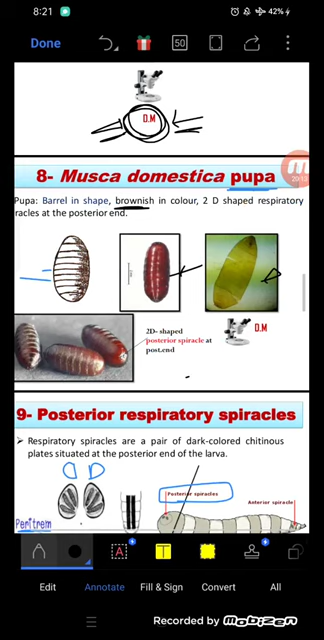 8:21
42%
Done
50
D.M
8- Musca domestica pupa
20:13
Pupa: Barrel in shape, brownish in colour, 2 D shaped respiratory
racles at the posterior end.
2D- shaped
posterior spiracle at
post.end
D.M
9- Posterior respiratory spiracles
➤ Respiratory spiracles are a pair of dark-colored chitinous
plates situated at the posterior end of the larva.
Posterior spiracles
Anterior spiracle
Peritrem
A
T
Edit Annotate Fill & Sign Convert All
Recorded by Mobizen